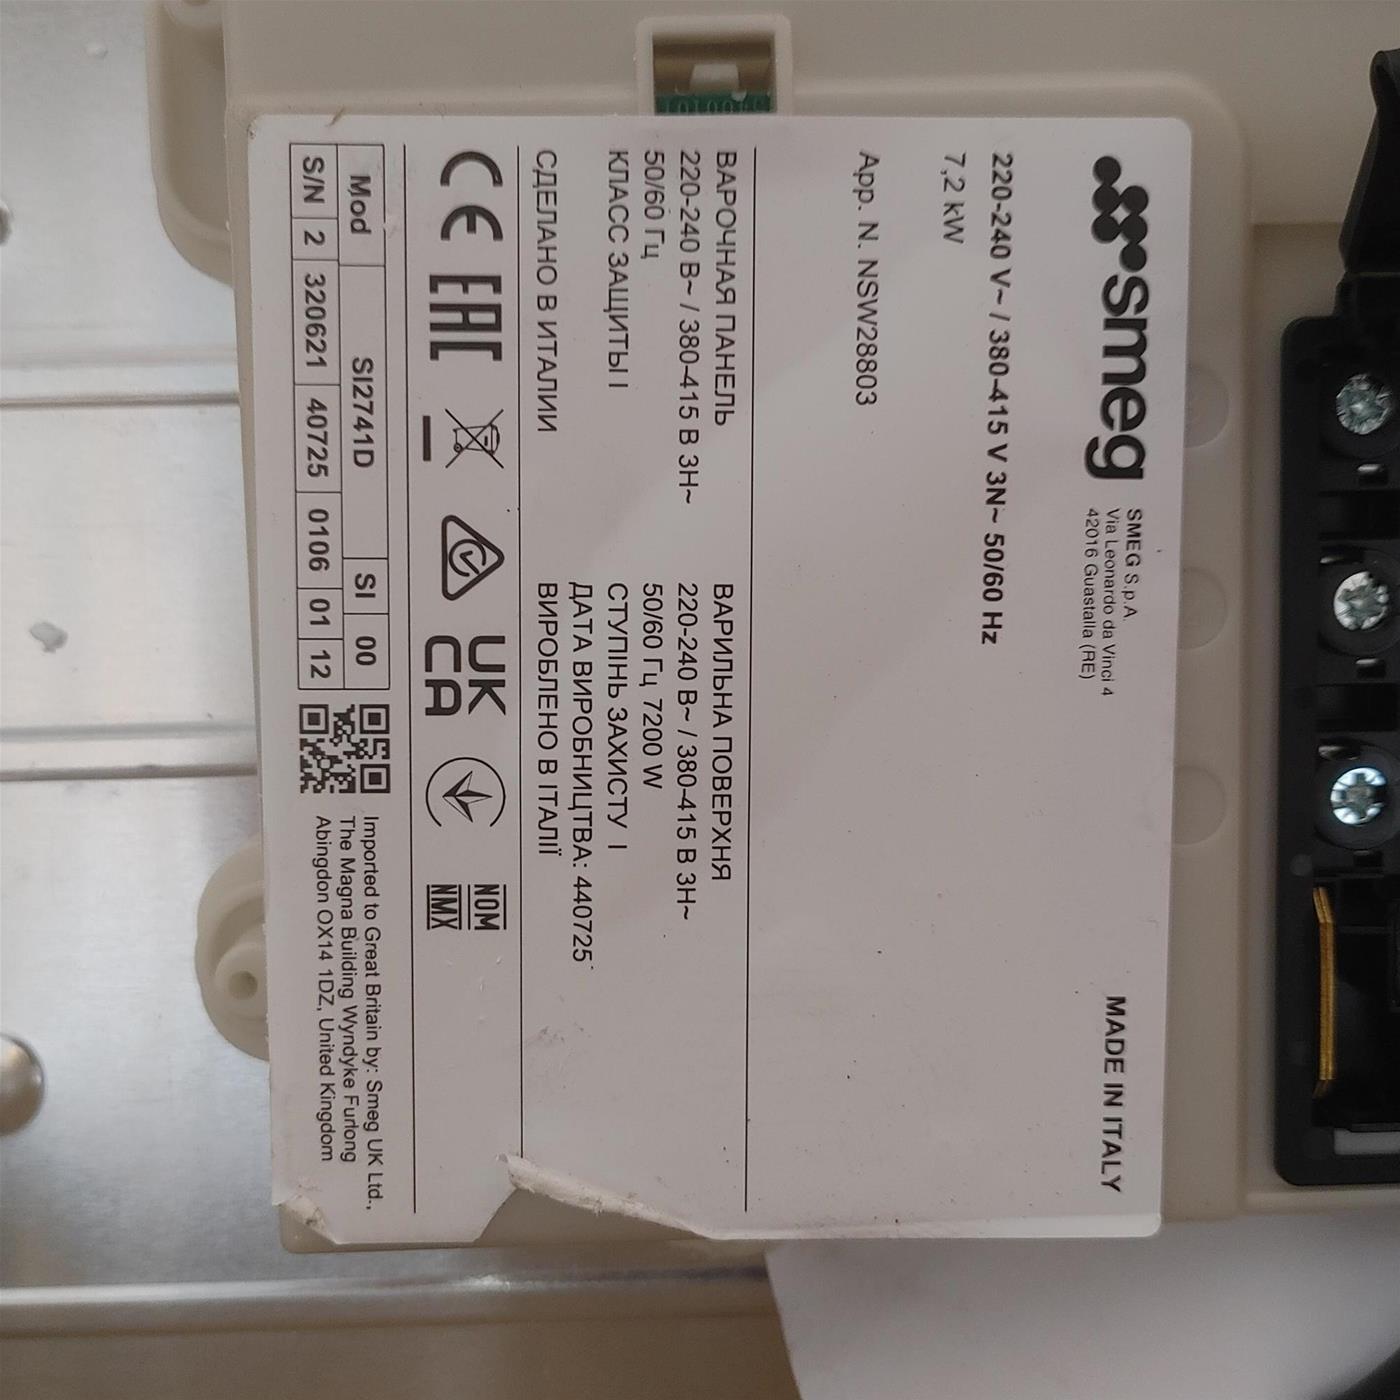 smeg
SMEG S.p.A.
Via Leonardo da Vinci 4
42016 Guastalla (RE)
MADE IN ITALY
220-240 V~ / 380-415 V 3N~ 50/60 Hz
7,2 kW
App. N. NSW28803
ВАРОЧНАЯ ПАНЕЛЬ
220-240 В~ / 380-415 В 3Н~
50/60 Гц
КЛАСС ЗАЩИТЫ I
СДЕЛАНО В ИТАЛИИ
ВАРИЛЬНА ПОВЕРХНЯ
220-240 В~ / 380-415 В 3Н~
50/60 Гц 7200 W
СТУПІНЬ ЗАХИСТУ I
ДАТА ВИРОБНИЦТВА: 440725
ВИРОБЛЕНО В ІТАЛІЇ
CE EAC UK CA NOM NMX
Mod SI2741D SI 00
S/N 2 320621 40725 0106 01 12
Imported to Great Britain by: Smeg UK Ltd.,
The Magna Building Wyndyke Furlong
Abingdon OX14 1DZ, United Kingdom